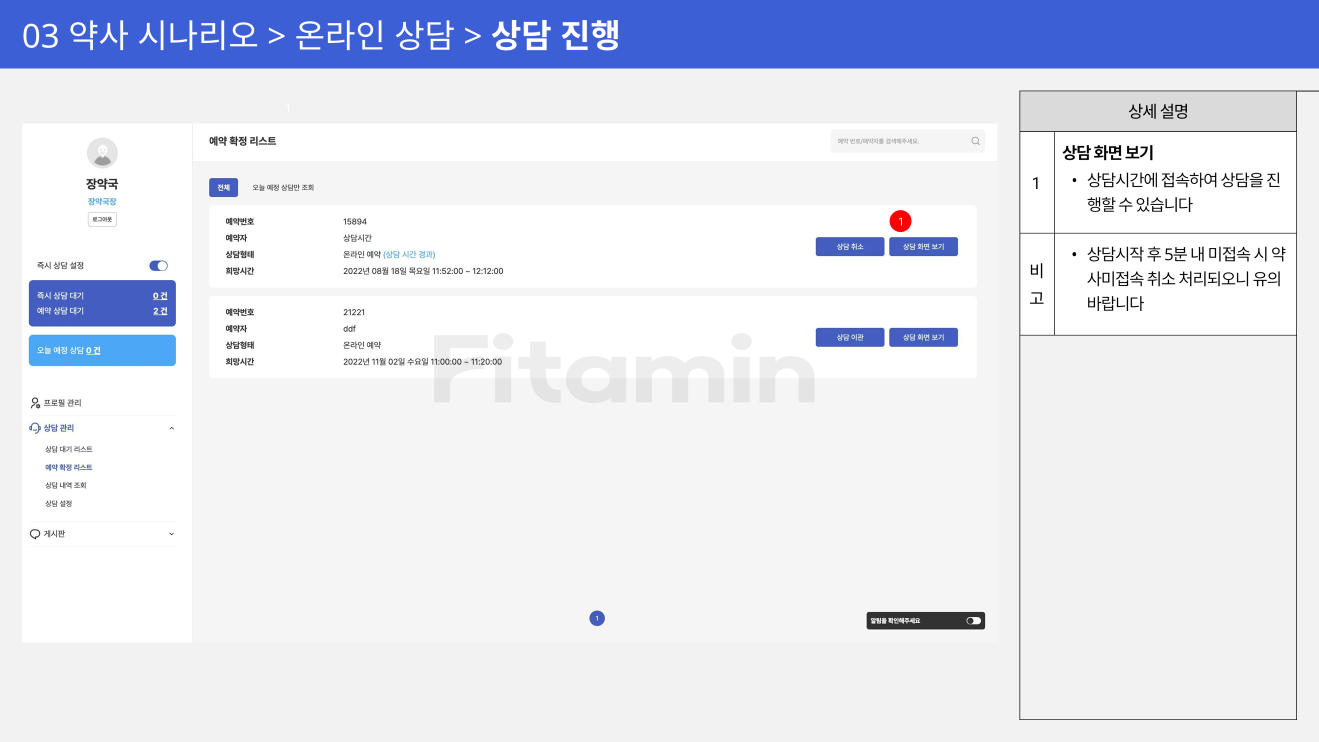 03 약사 시나리오 > 온라인 상담 > 상담 진행
1
장약국
장약국장
로그아웃
즉시 상담 설정
즉시 상담 대기 0 건
예약 상담 대기 2 건
오늘 예정 상담 0 건
프로필 관리
상담 관리
상담 대기 리스트
예약 확정 리스트
상담 내역 조회
상담 설정
게시판
예약 확정 리스트
예약 번호/예약자를 검색해주세요.
전체 오늘 예정 상담만 조회
예약번호 15894
예약자 상담시간
상담형태 온라인 예약 (상담 시간 경과)
희망시간 2022년 08월 18일 목요일 11:52:00 ~ 12:12:00
1
상담 취소 상담 화면 보기
예약번호 21221
예약자 ddf
상담형태 온라인 예약
희망시간 2022년 11월 02일 수요일 11:00:00 ~ 11:20:00
상담 이관 상담 화면 보기
Fitamin
1
알림을 확인해주세요
상세 설명
1
상담 화면 보기
• 상담시간에 접속하여 상담을 진
행할 수 있습니다
비
고
• 상담시작 후 5분 내 미접속 시 약
사미접속 취소 처리되오니 유의
바랍니다